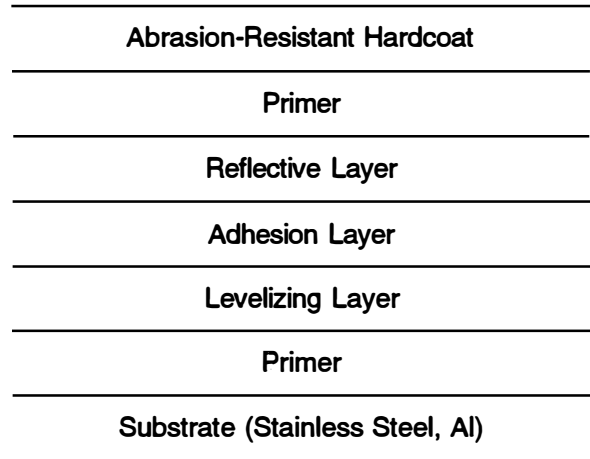 Abrasion-Resistant Hardcoat
Primer
Reflective Layer
Adhesion Layer
Levelizing Layer
Primer
Substrate (Stainless Steel, Al)